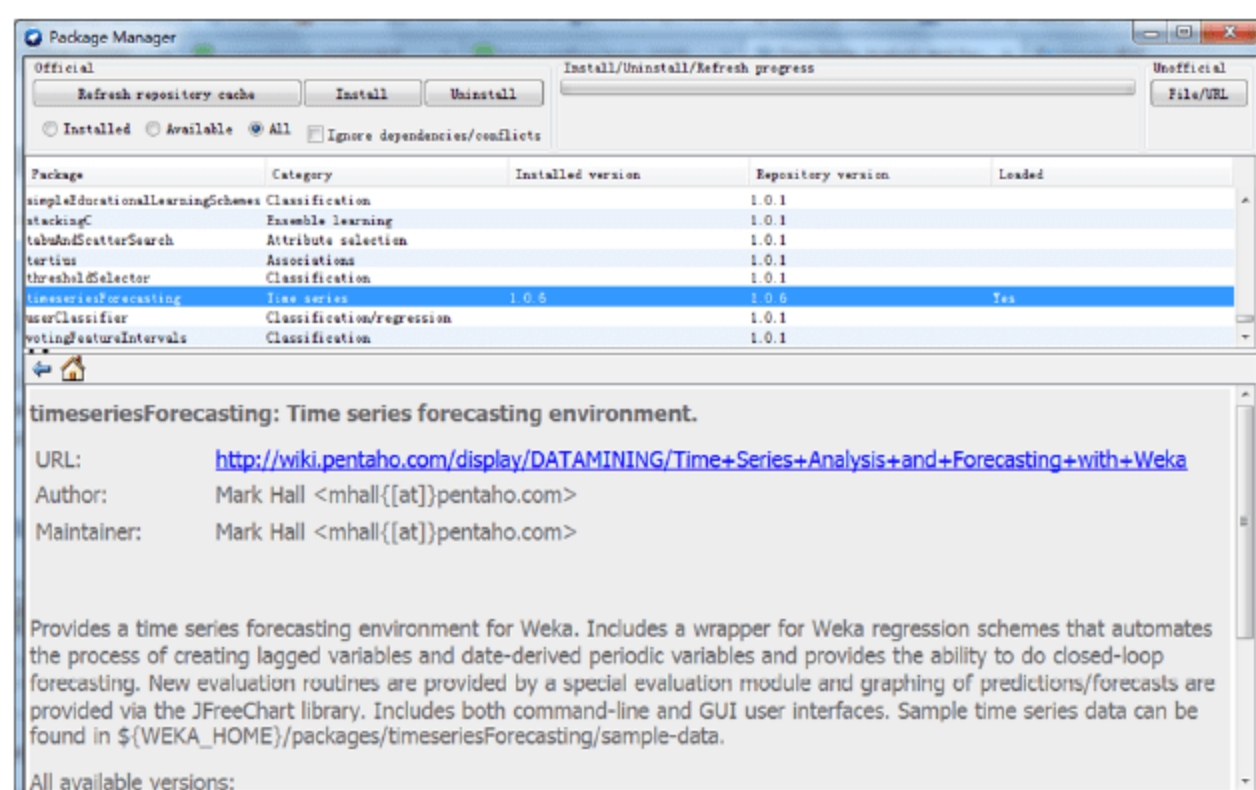 Package Manager
Official
Install/Uninstall/Refresh progress
Unofficial
Refresh repository cache
Install
Uninstall
File/URL
Installed
Available
All
Ignore dependencies/conflicts
Package Category Installed version Repository version Loaded
simpleEducationalLearningSchemes Classification 1.0.1
stackingC Ensemble learning 1.0.1
tabuAndScatterSearch Attribute selection 1.0.1
tertius Associations 1.0.1
thresholdSelector Classification 1.0.1
timeseriesForecasting Time series 1.0.6 1.0.6 Yes
userClassifier Classification/regression 1.0.1
votingFeatureIntervals Classification 1.0.1
timeseriesForecasting: Time series forecasting environment.
URL: http://wiki.pentaho.com/display/DATAMINING/Time+Series+Analysis+and+Forecasting+with+Weka
Author: Mark Hall <mhall{[at]}pentaho.com>
Maintainer: Mark Hall <mhall{[at]}pentaho.com>
Provides a time series forecasting environment for Weka. Includes a wrapper for Weka regression schemes that automates
the process of creating lagged variables and date-derived periodic variables and provides the ability to do closed-loop
forecasting. New evaluation routines are provided by a special evaluation module and graphing of predictions/forecasts are
provided via the JFreeChart library. Includes both command-line and GUI user interfaces. Sample time series data can be
found in ${WEKA_HOME}/packages/timeseriesForecasting/sample-data.
All available versions: